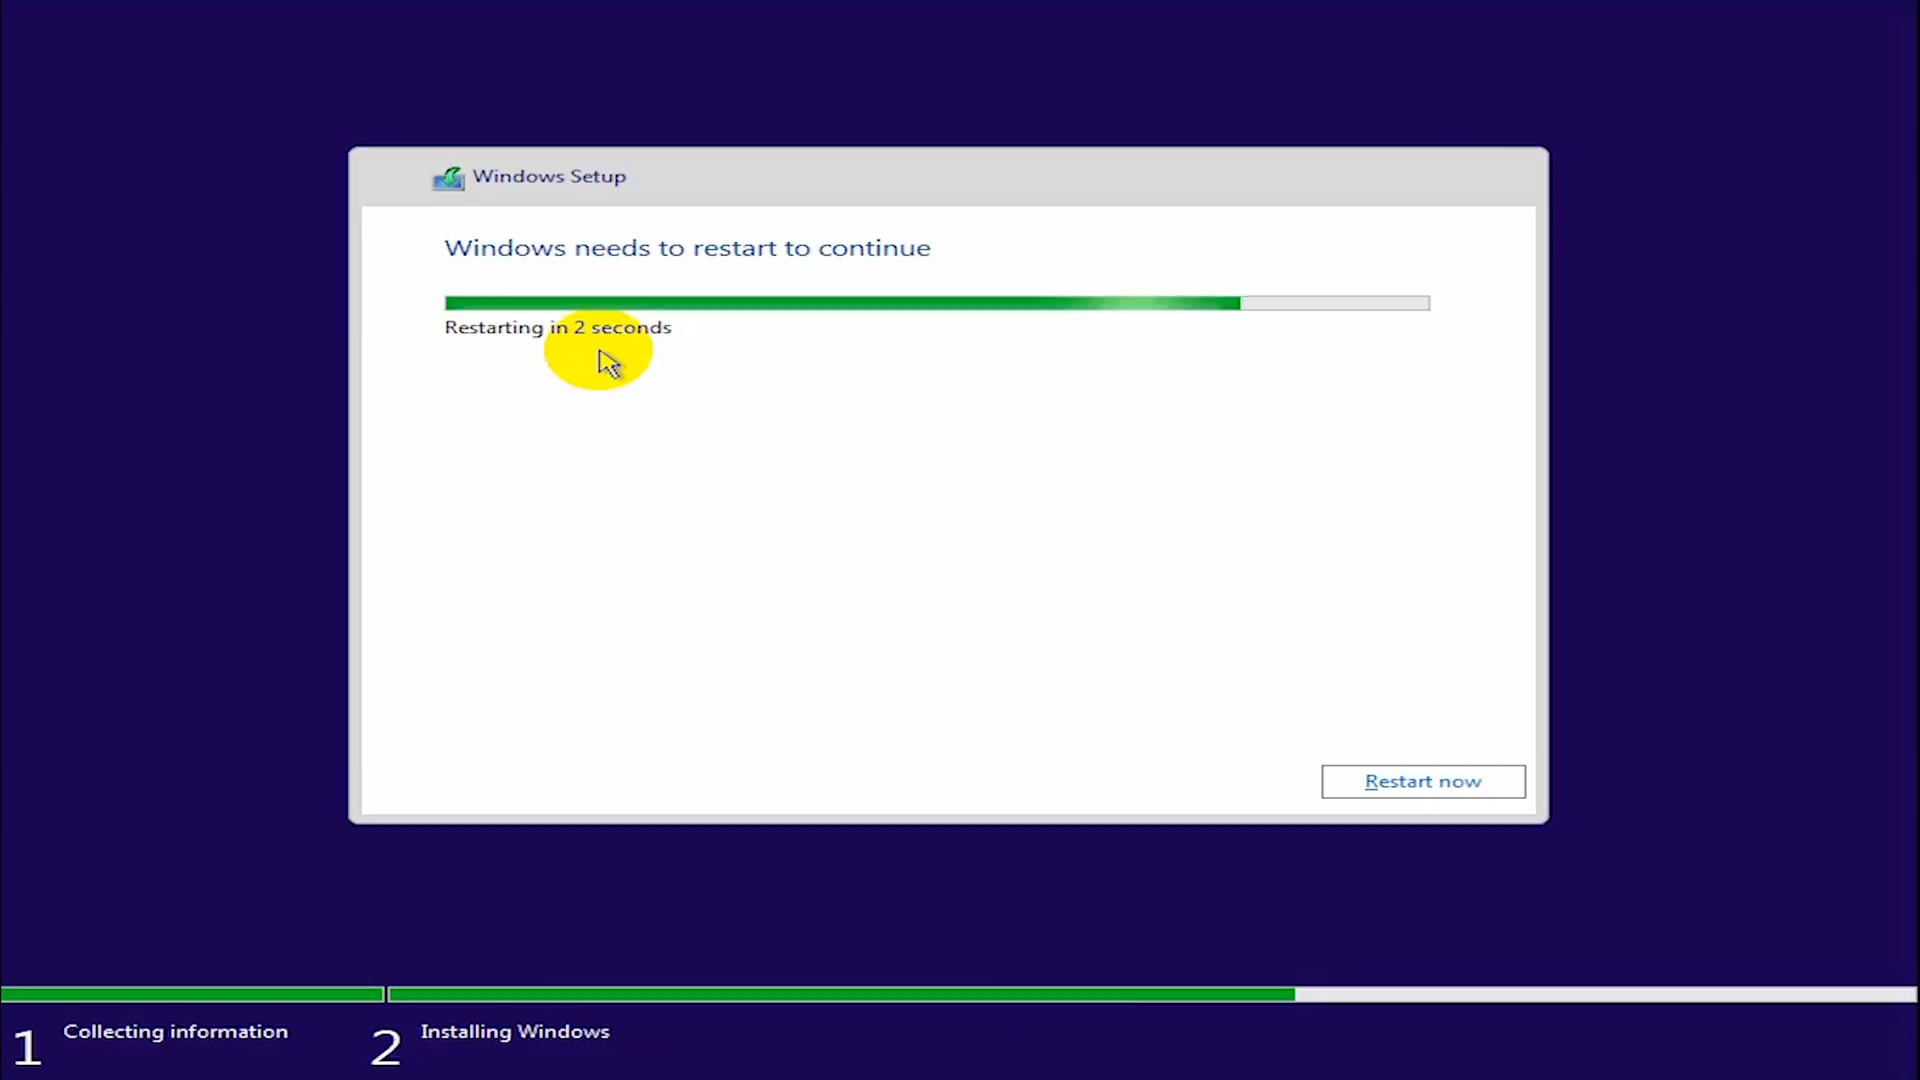 Windows Setup
Windows needs to restart to continue
Restarting in 2 seconds
Restart now
1 Collecting information
2 Installing Windows